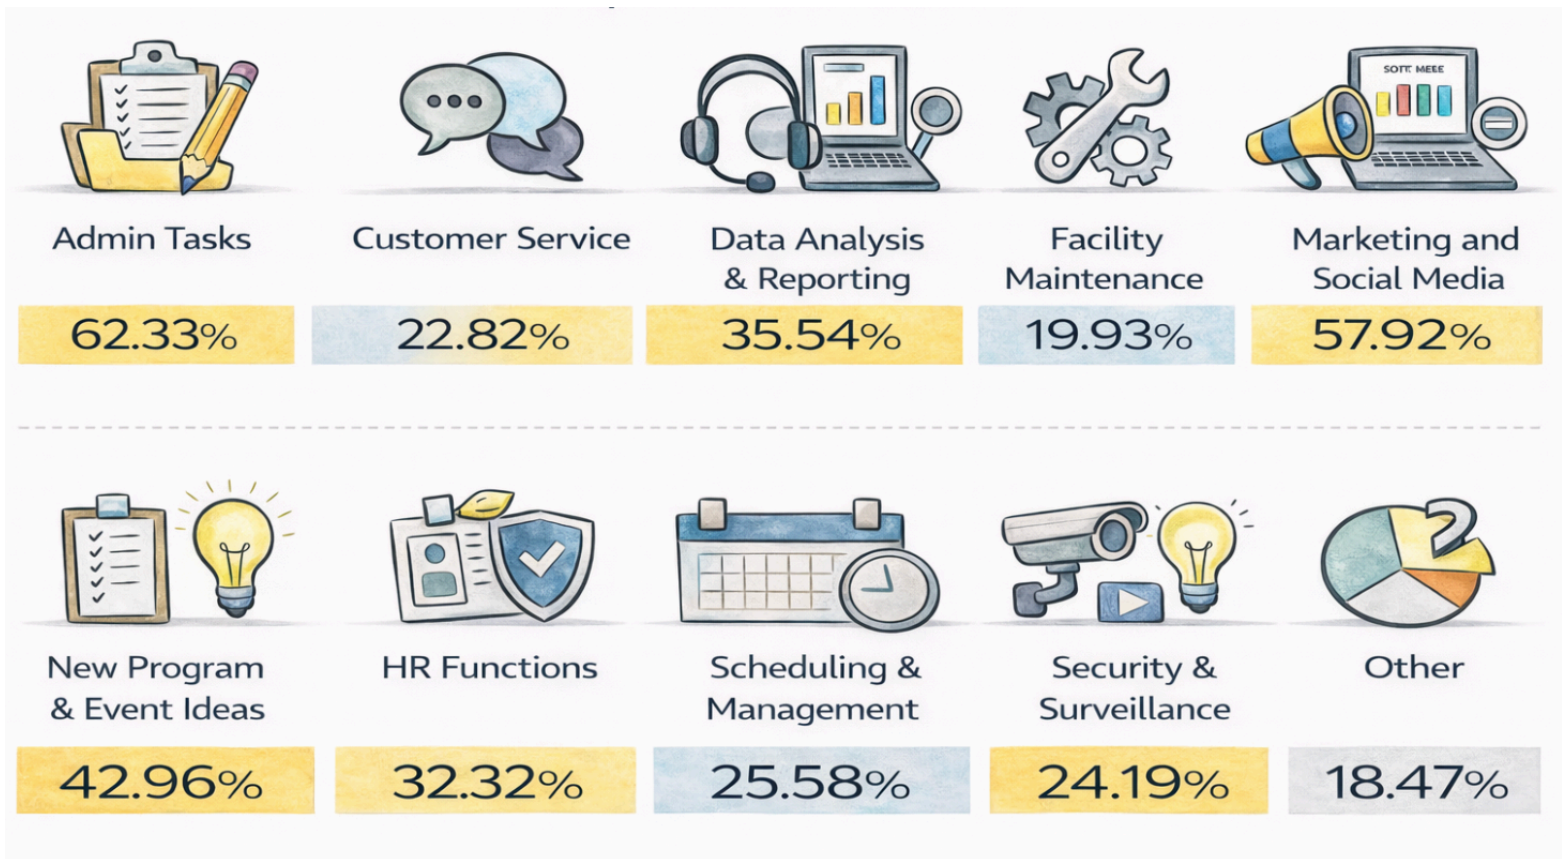 SOTT MEEE
Admin Tasks
Customer Service
Data Analysis
& Reporting
Facility
Maintenance
Marketing and
Social Media
62.33%
22.82%
35.54%
19.93%
57.92%
New Program
& Event Ideas
HR Functions
Scheduling &
Management
Security &
Surveillance
Other
42.96%
32.32%
25.58%
24.19%
18.47%